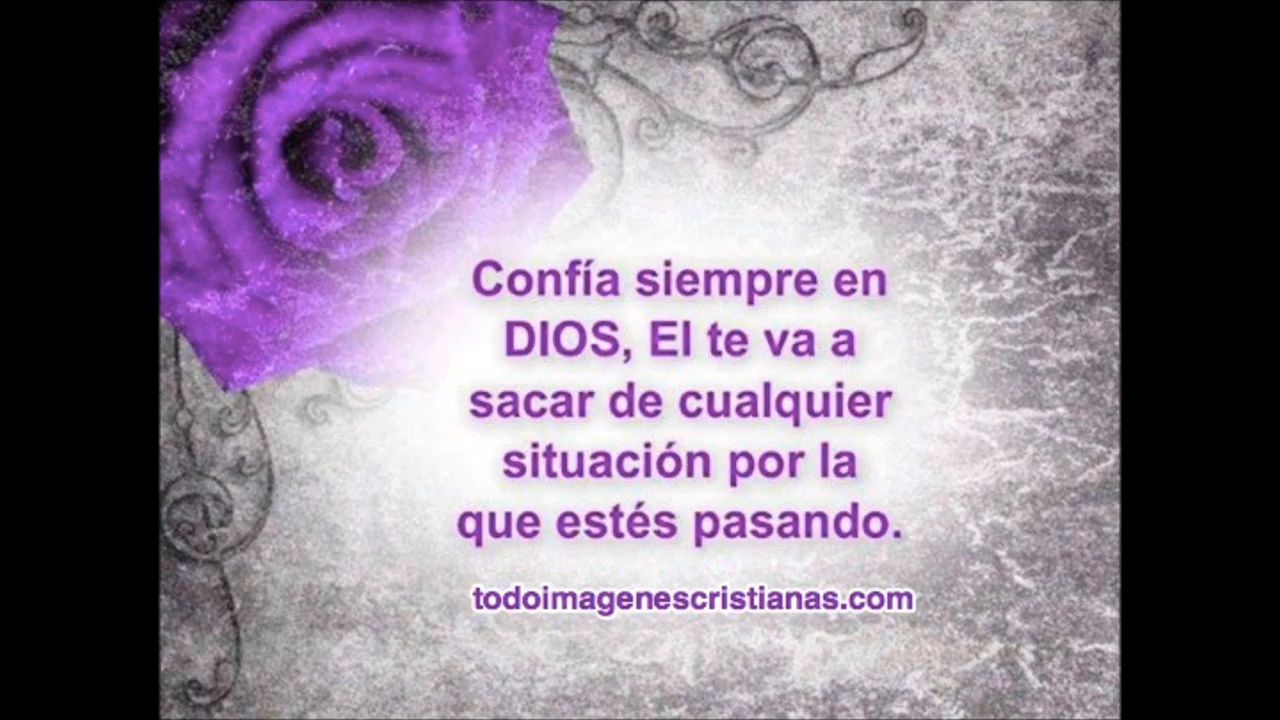 Confía siempre en
DIOS, El te va a
sacar de cualquier
situación por la
que estés pasando.
todoimagenescristianas.com